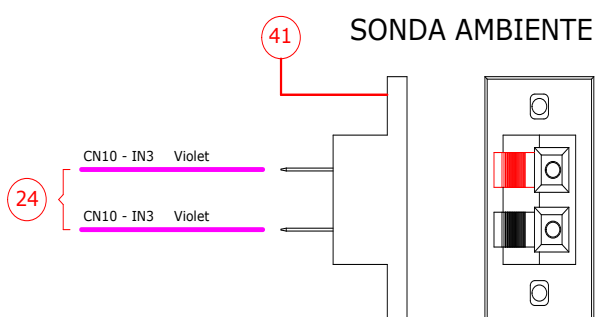 41
SONDA AMBIENTE
CN10 - IN3 Violet
24
CN10 - IN3 Violet